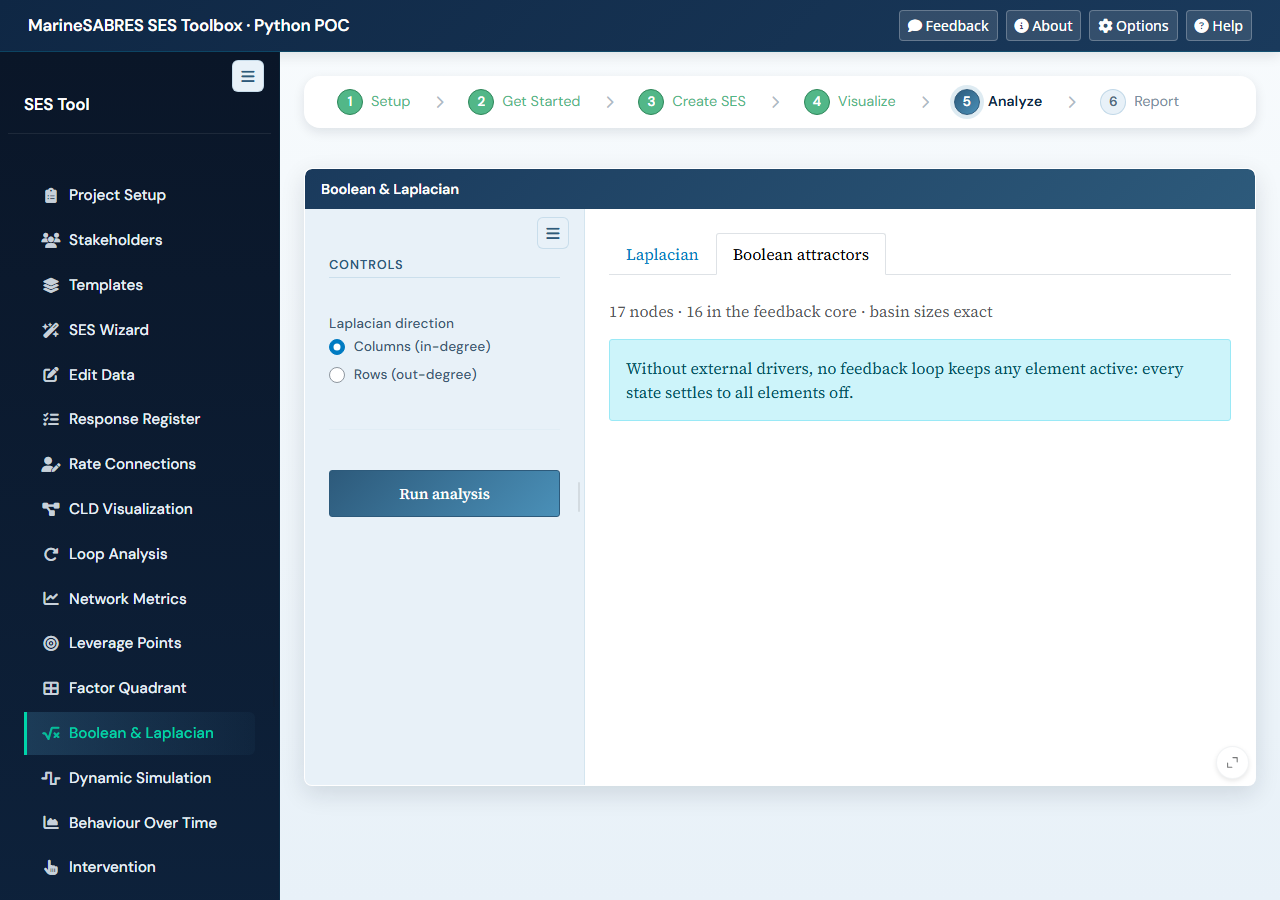 MarineSABRES SES Toolbox · Python POC
Feedback
About
Options
Help
SES Tool
Project Setup
Stakeholders
Templates
SES Wizard
Edit Data
Response Register
Rate Connections
CLD Visualization
Loop Analysis
Network Metrics
Leverage Points
Factor Quadrant
Boolean & Laplacian
Dynamic Simulation
Behaviour Over Time
Intervention
1 Setup
2 Get Started
3 Create SES
4 Visualize
5 Analyze
6 Report
Boolean & Laplacian
CONTROLS
Laplacian direction
Columns (in-degree)
Rows (out-degree)
Run analysis
Laplacian
Boolean attractors
17 nodes · 16 in the feedback core · basin sizes exact
Without external drivers, no feedback loop keeps any element active: every
state settles to all elements off.